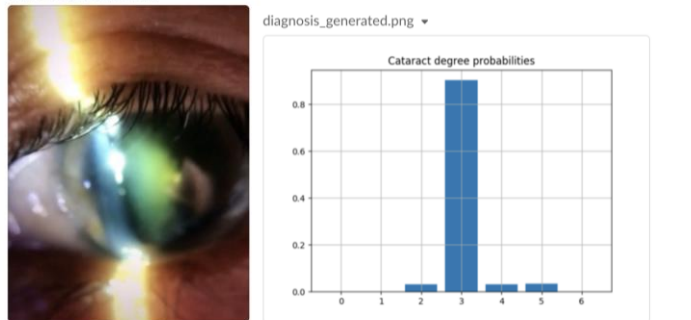 diagnosis_generated.png
Cataract degree probabilities
0.8
0.6
0.4
0.2
0.0
0 1 2 3 4 5 6